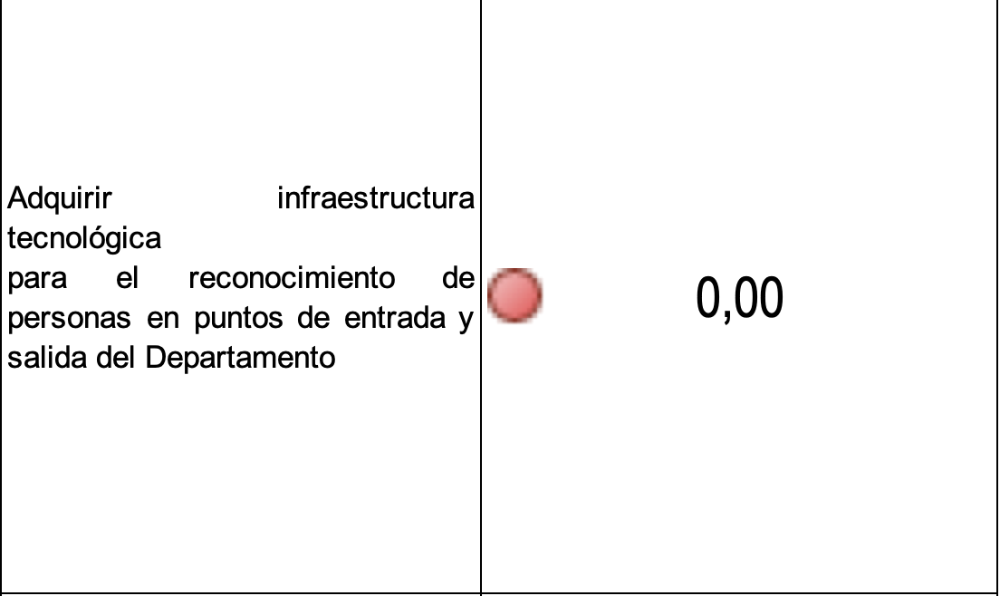 Adquirir infraestructura
tecnológica
para el reconocimiento de
personas en puntos de entrada y
salida del Departamento
0,00